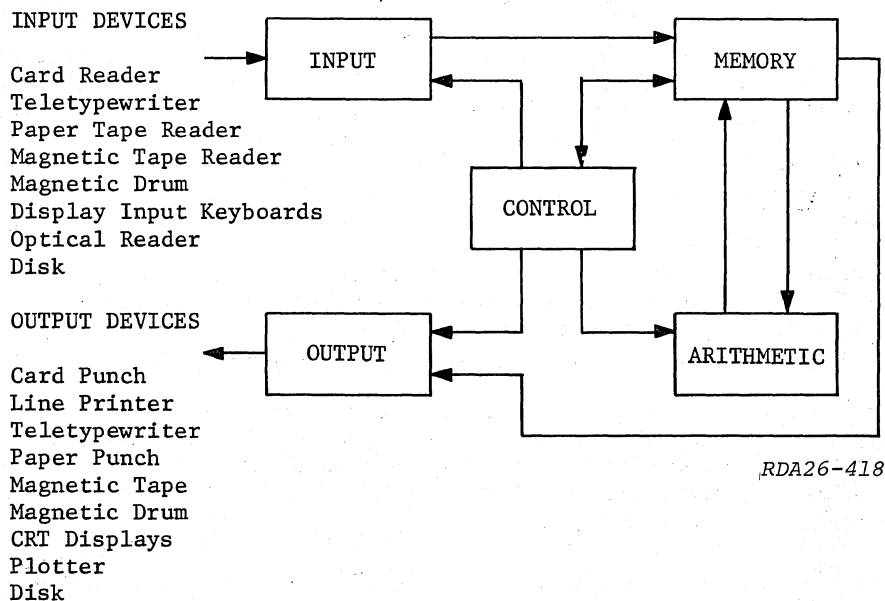 INPUT DEVICES
Card Reader
Teletypewriter
Paper Tape Reader
Magnetic Tape Reader
Magnetic Drum
Display Input Keyboards
Optical Reader
Disk
INPUT
MEMORY
CONTROL
OUTPUT DEVICES
Card Punch
Line Printer
Teletypewriter
Paper Punch
Magnetic Tape
Magnetic Drum
CRT Displays
Plotter
Disk
OUTPUT
ARITHMETIC
RDA26-418